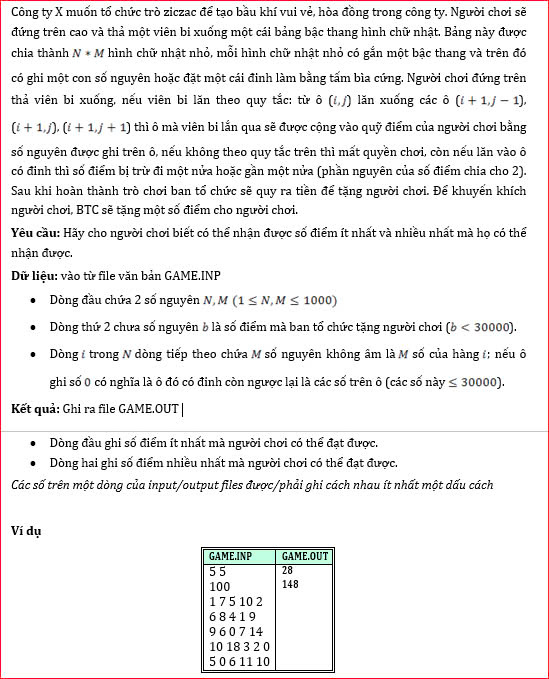 Công ty X muốn tổ chức trò ziczac để tạo bầu khí vui vẻ, hòa đồng trong công ty. Người chơi sẽ
đứng trên cao và thả một viên bi xuống một cái bảng bậc thang hình chữ nhật. Bảng này được
chia thành N * M hình chữ nhật nhỏ, mỗi hình chữ nhật nhỏ có gắn một bậc thang và trên đó
có ghi một con số nguyên hoặc đặt một cái đinh làm bằng tấm bìa cứng. Người chơi đứng trên
thả viên bi xuống, nếu viên bi lăn theo quy tắc: từ ô (i,j) lăn xuống các ô (i + 1,j − 1),
(i + 1,j), (i + 1,j + 1) thì ô mà viên bi lắn qua sẽ được cộng vào quỹ điểm của người chơi bằng
số nguyên được ghi trên ô, nếu không theo quy tắc trên thì mất quyền chơi, còn nếu lăn vào ô
có đinh thì số điểm bị trừ đi một nửa hoặc gần một nửa (phần nguyên của số điểm chia cho 2).
Sau khi hoàn thành trò chơi ban tổ chức sẽ quy ra tiền để tặng người chơi. Để khuyến khích
người chơi, BTC sẽ tặng một số điểm cho người chơi.
Yêu cầu: Hãy cho người chơi biết có thể nhận được số điểm ít nhất và nhiều nhất mà họ có thể
nhận được.
Dữ liệu: vào từ file văn bản GAME.INP
• Dòng đầu chứa 2 số nguyên N, M (1 ≤ N, M ≤ 1000)
• Dòng thứ 2 chưa số nguyên b là số điểm mà ban tổ chức tặng người chơi (b < 30000).
• Dòng i trong N dòng tiếp theo chứa M số nguyên không âm là M số của hàng i; nếu ô
ghi số 0 có nghĩa là ô đó có đinh còn ngược lại là các số trên ô (các số này ≤ 30000).
Kết quả: Ghi ra file GAME.OUT
• Dòng đầu ghi số điểm ít nhất mà người chơi có thể đạt được.
• Dòng hai ghi số điểm nhiều nhất mà người chơi có thể đạt được.
Các số trên một dòng của input/output files được/phải ghi cách nhau ít nhất một dấu cách
Ví dụ
GAME.INP GAME.OUT
5 5 28
100 148
1 7 5 10 2
6 8 4 1 9
9 6 0 7 14
10 18 3 2 0
5 0 6 11 10